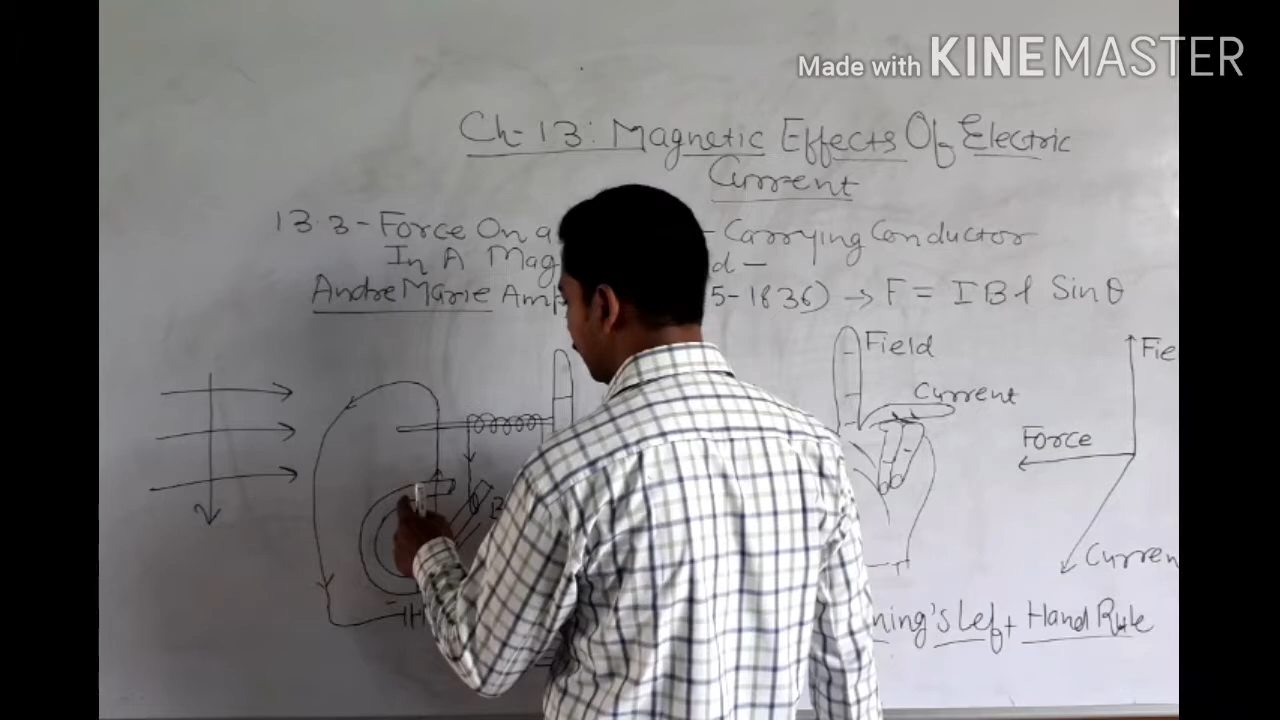 Made with KINEMASTER
Ch-13: Magnetic Effects Of Electric
Current
13.3- Force On a - Carrying Conductor
In A Mag d -
Andre Marie Amp 5-1836) → F = I B l Sin θ
Field
Fie
Current
Force
B
Curren
ning's Left Hand Rule